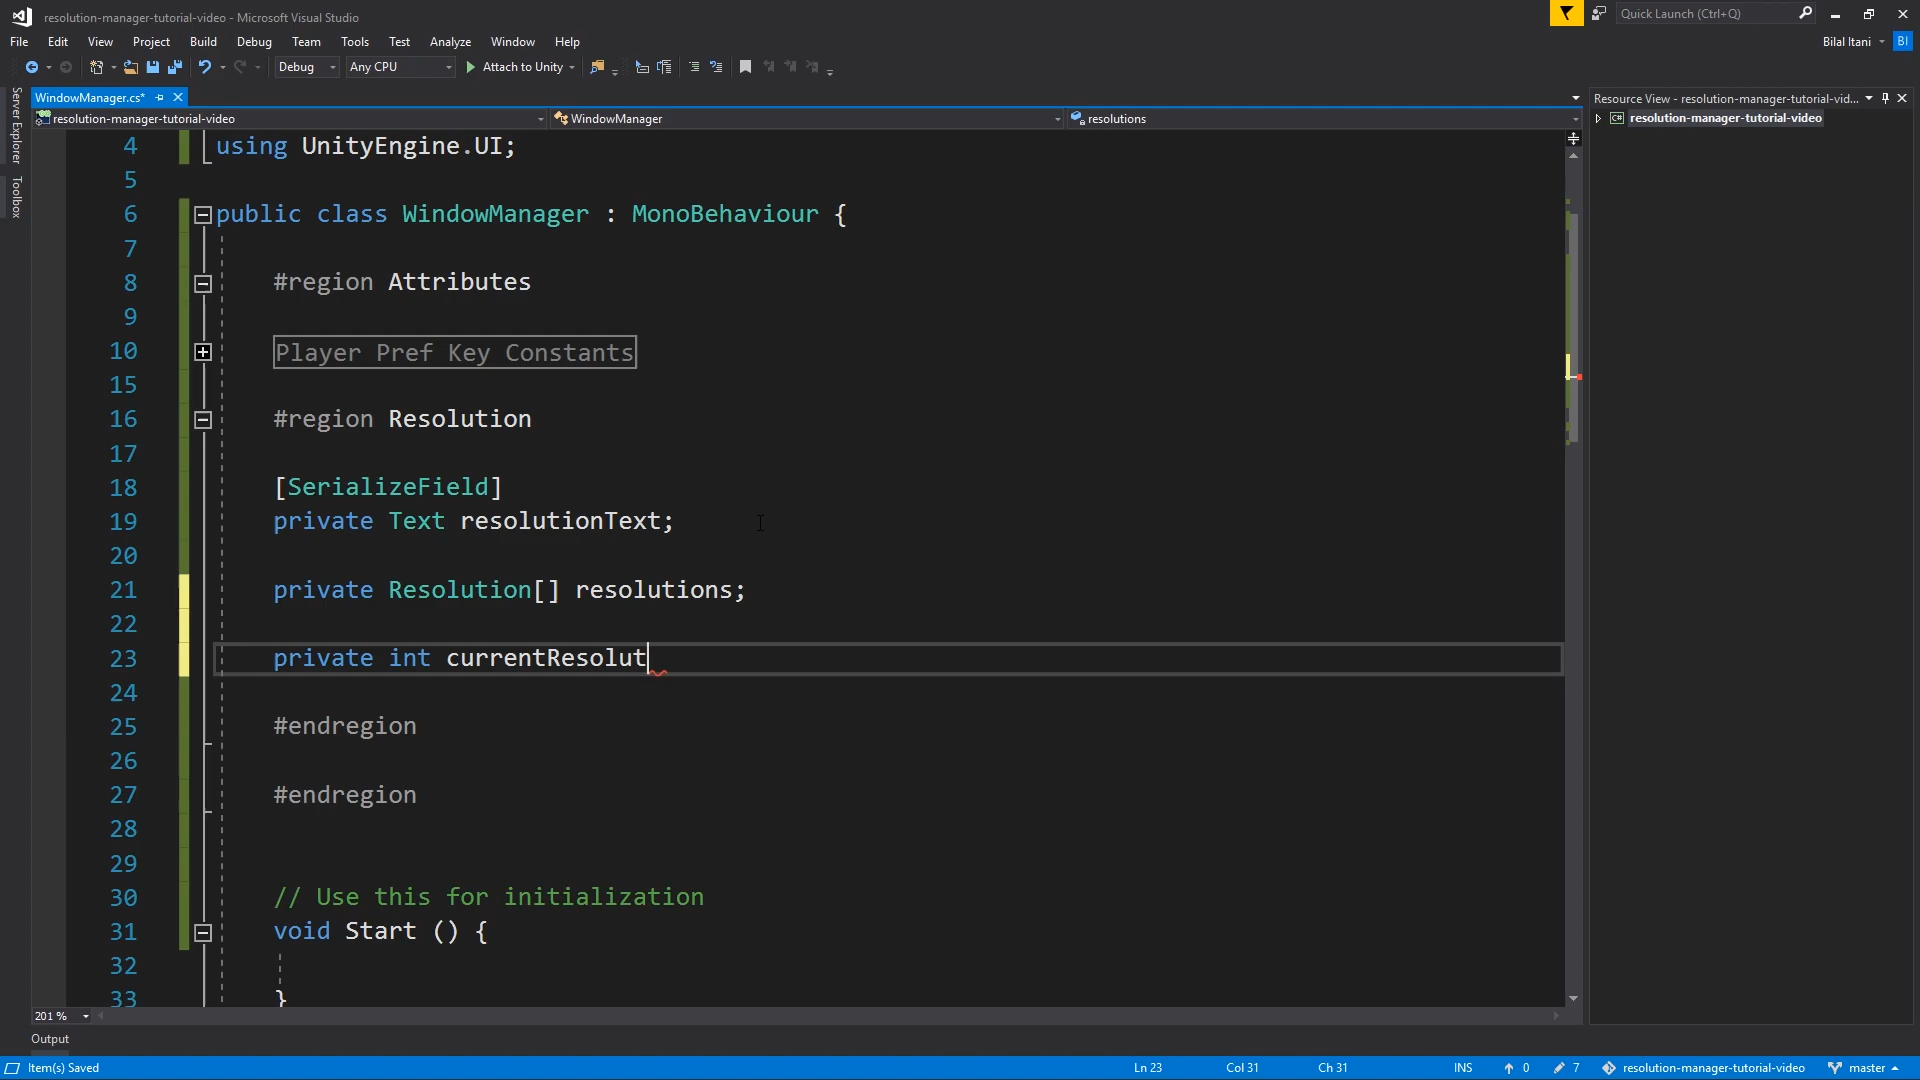 resolution-manager-tutorial-video - Microsoft Visual Studio
Quick Launch (Ctrl+Q)
File Edit View Project Build Debug Team Tools Test Analyze Window Help
Bilal Itani BI
Debug Any CPU Attach to Unity
WindowManager.cs*
Resource View - resolution-manager-tutorial-vid...
resolution-manager-tutorial-video WindowManager resolutions
C# resolution-manager-tutorial-video
Server Explorer
Toolbox
4 using UnityEngine.UI;
5
6 public class WindowManager : MonoBehaviour {
7
8 #region Attributes
9
10 Player Pref Key Constants
15
16 #region Resolution
17
18 [SerializeField]
19 private Text resolutionText;
20
21 private Resolution[] resolutions;
22
23 private int currentResolut
24
25 #endregion
26
27 #endregion
28
29
30 // Use this for initialization
31 void Start () {
32
33 }
201 %
Output
Item(s) Saved Ln 23 Col 31 Ch 31 INS 0 7 resolution-manager-tutorial-video master